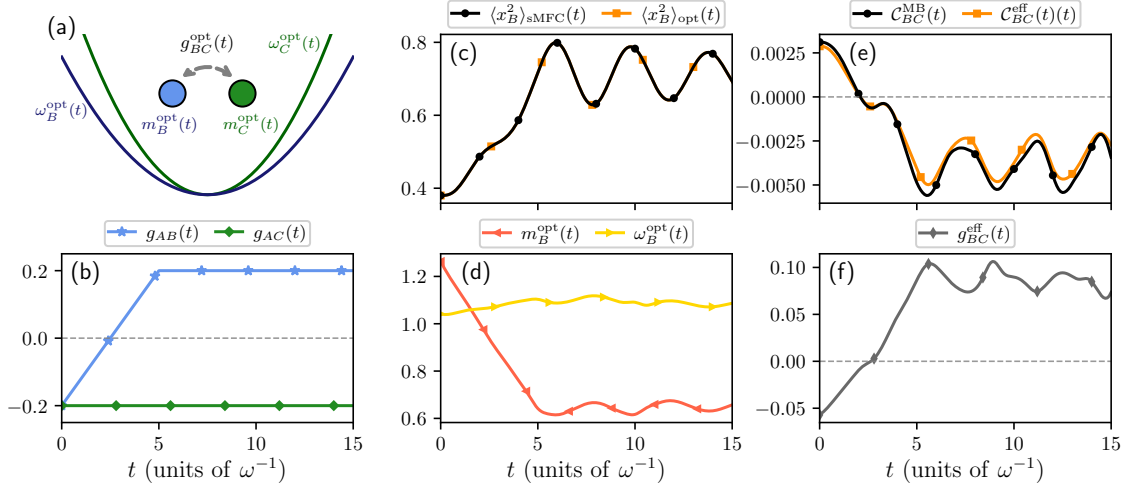 (a)
g_{BC}^{opt}(t)
ω_C^{opt}(t)
ω_B^{opt}(t)
m_B^{opt}(t)
m_C^{opt}(t)
g_{AB}(t) g_{AC}(t)
(b)
0.2
0.0
−0.2
0 5 10 15
t (units of ω^{−1})
⟨x_B^2⟩_{sMFC}(t) ⟨x_B^2⟩_{opt}(t)
(c)
0.8
0.6
0.4
m_B^{opt}(t) ω_B^{opt}(t)
(d)
1.2
1.0
0.8
0.6
0 5 10 15
t (units of ω^{−1})
C_{BC}^{MB}(t) C_{BC}^{eff}(t)(t)
(e)
0.0025
0.0000
−0.0025
−0.0050
g_{BC}^{eff}(t)
(f)
0.10
0.05
0.00
−0.05
0 5 10 15
t (units of ω^{−1})